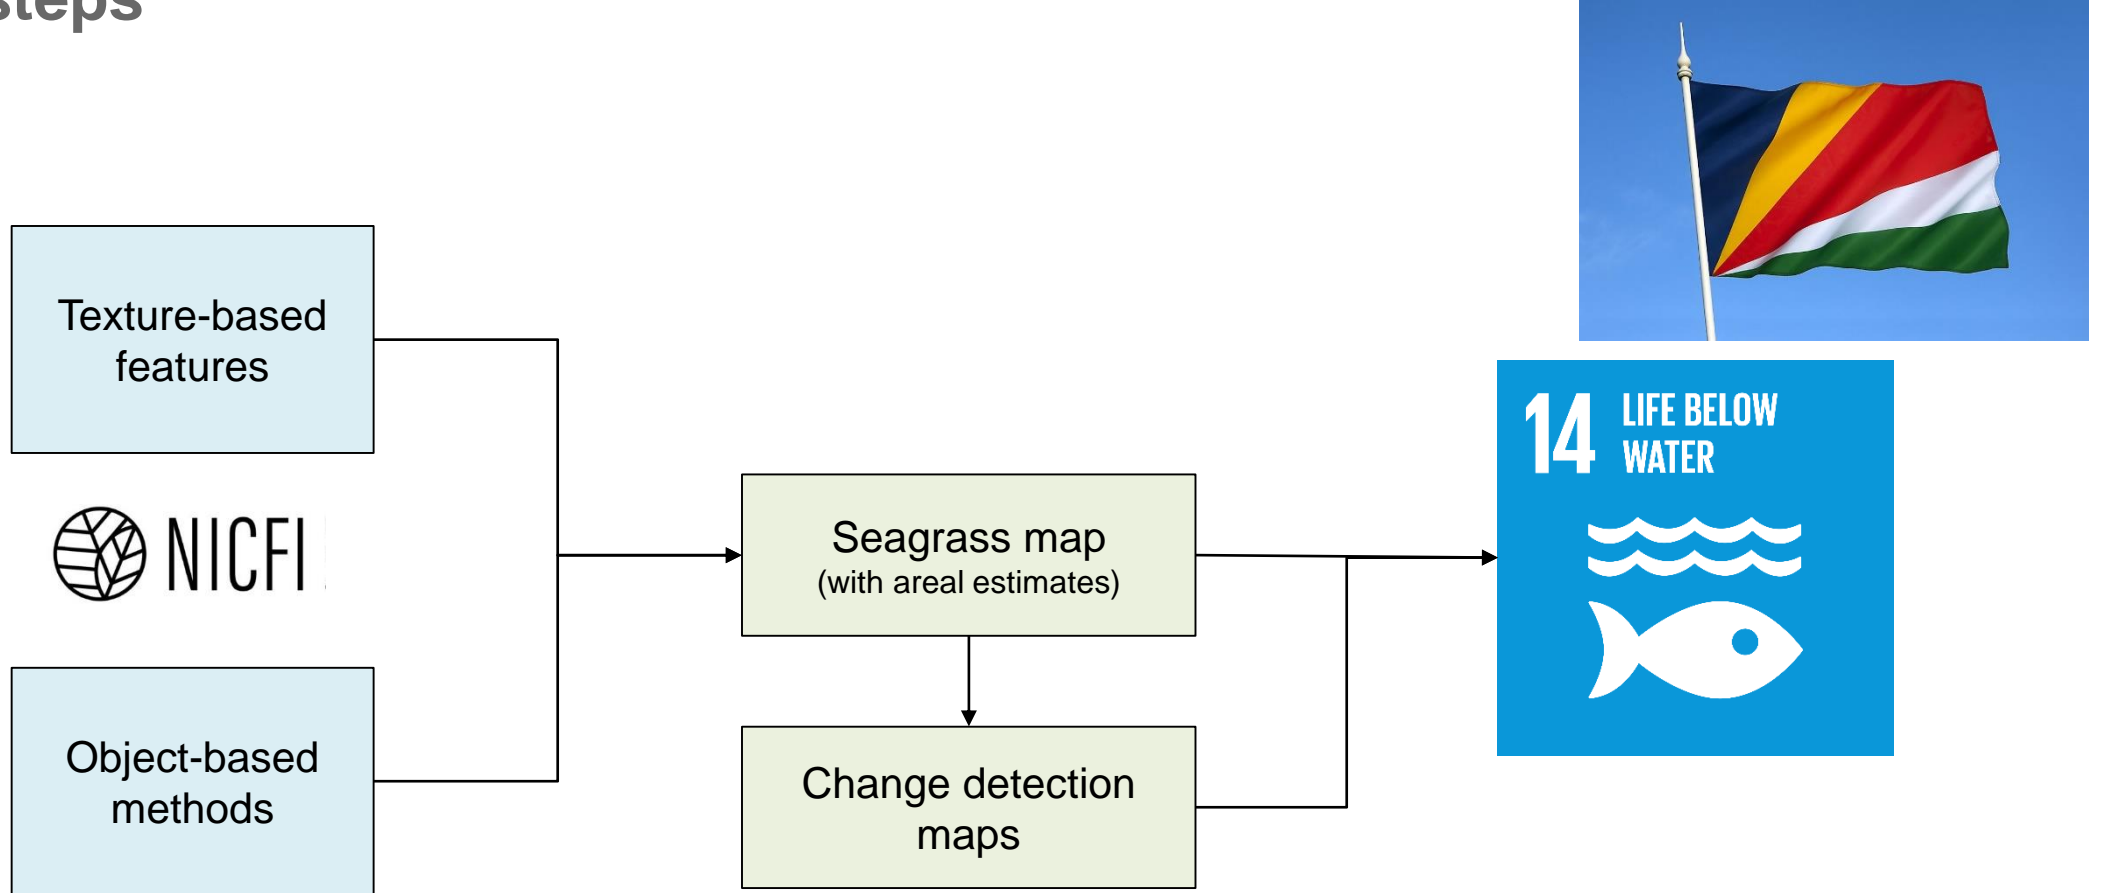 steps
Texture-based
features
NICFI
Object-based
methods
Seagrass map
(with areal estimates)
Change detection
maps
14 LIFE BELOW
WATER